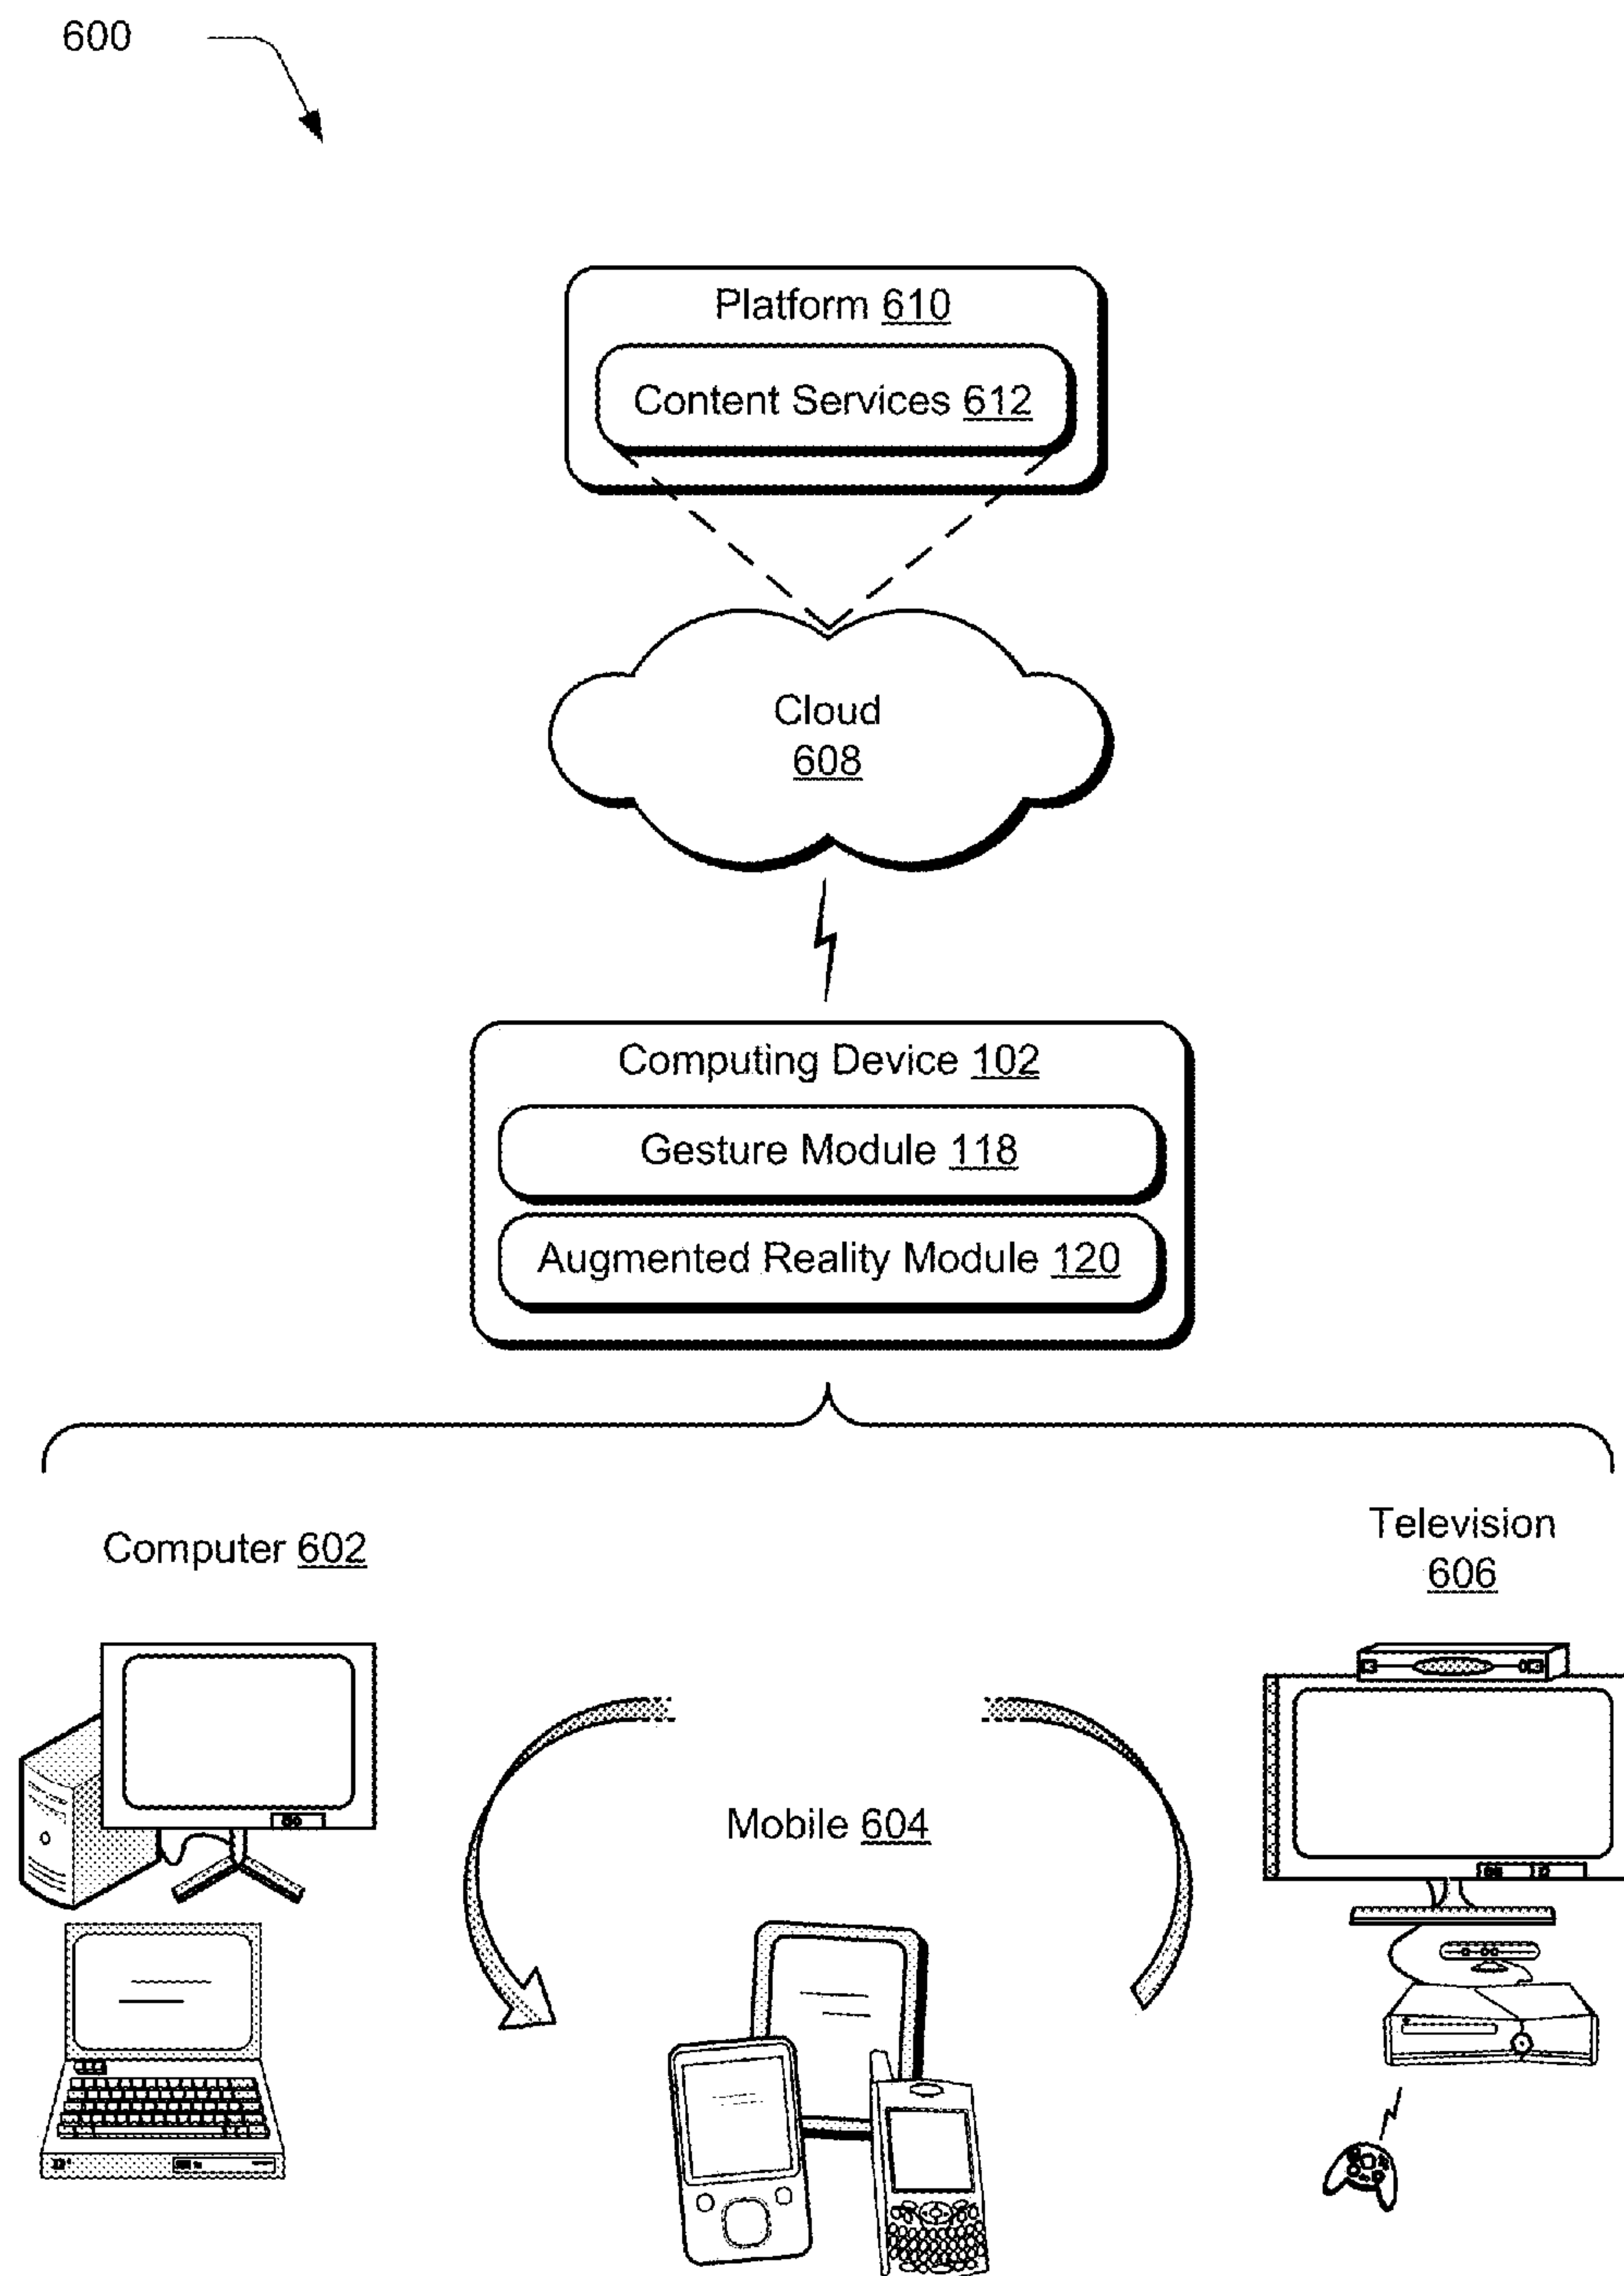 600
Platform 610
Content Services 612
Cloud
608
Computing Device 102
Gesture Module 118
Augmented Reality Module 120
Computer 602
Television
606
Mobile 604